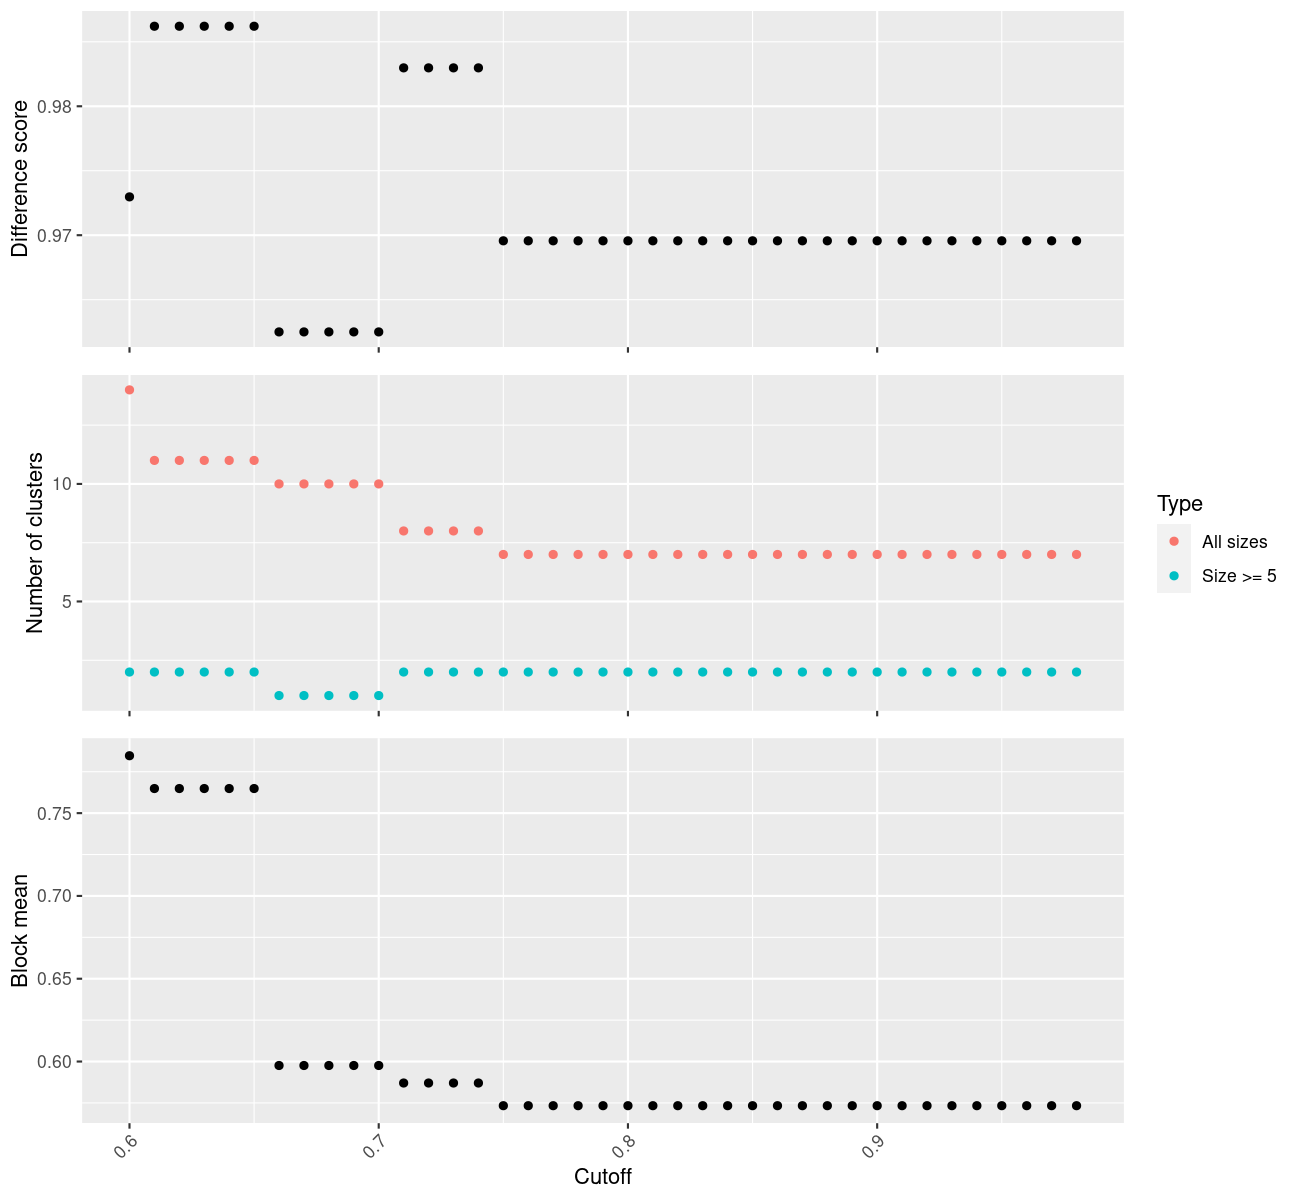 Difference score
0.98
0.97
Number of clusters
10
5
Type
All sizes
Size >= 5
Block mean
0.75
0.70
0.65
0.60
0.6
0.7
0.8
0.9
Cutoff